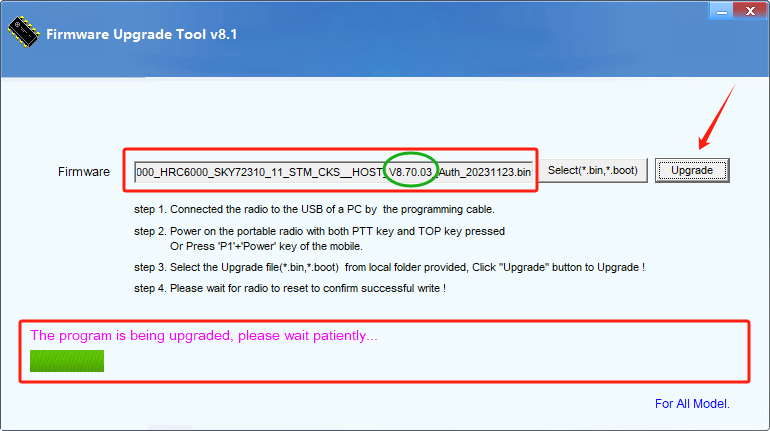 Firmware Upgrade Tool v8.1
Firmware
000_HRC6000_SKY72310_11_STM_CKS__HOST_V8.70.03_Auth_20231123.bin
Select(*.bin,*.boot)
Upgrade
step 1. Connected the radio to the USB of a PC by the programming cable.
step 2. Power on the portable radio with both PTT key and TOP key pressed
Or Press 'P1'+'Power' key of the mobile.
step 3. Select the Upgrade file(*.bin,*.boot) from local folder provided, Click "Upgrade" button to Upgrade !
step 4. Please wait for radio to reset to confirm successful write !
The program is being upgraded, please wait patiently...
For All Model.